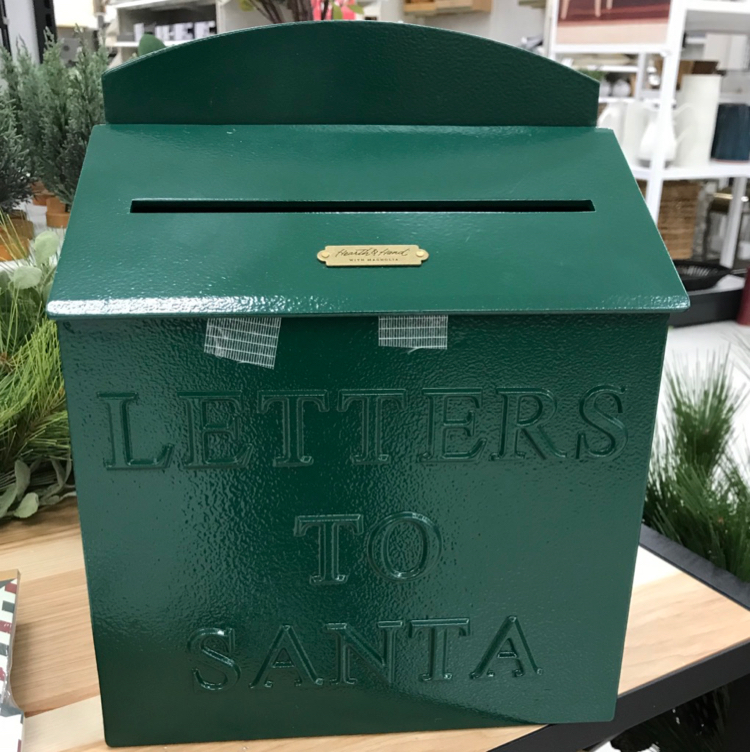 Hearth & Hand
WITH MAGNOLIA
LETTERS
TO
SANTA